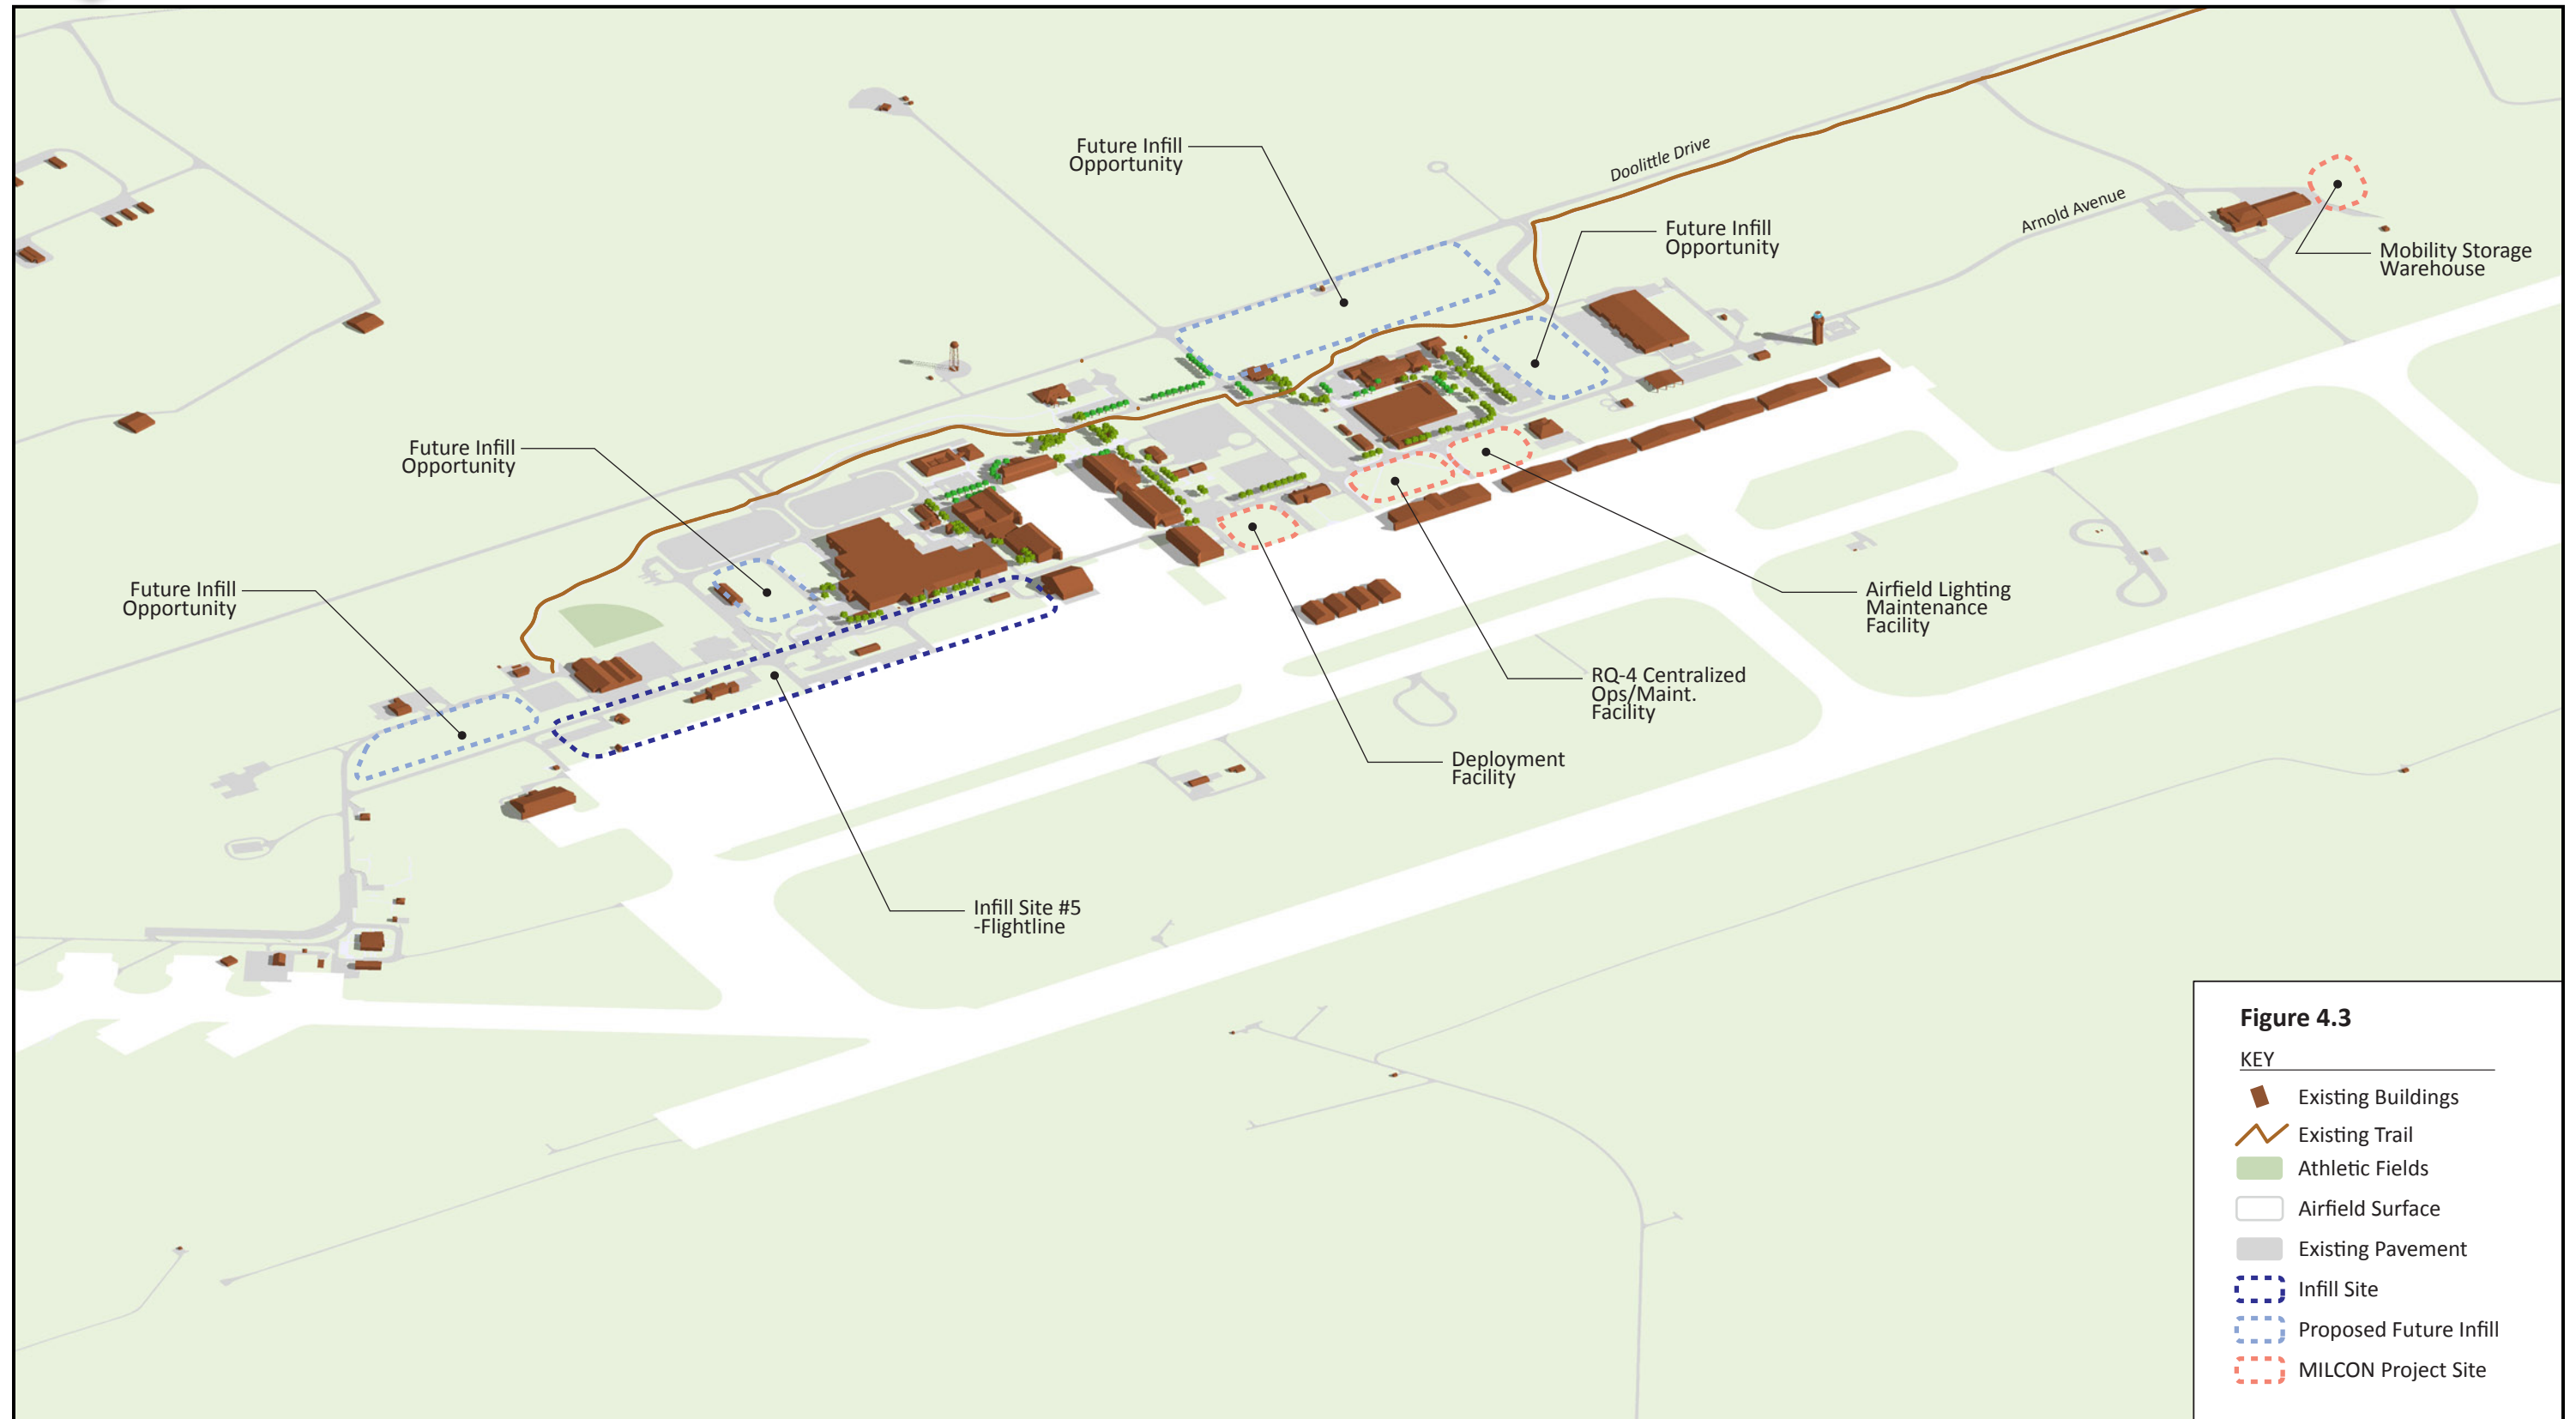 Future Infill
Opportunity
Doolittle Drive
Arnold Avenue
Future Infill
Opportunity
Mobility Storage
Warehouse
Future Infill
Opportunity
Future Infill
Opportunity
Airfield Lighting
Maintenance
Facility
RQ-4 Centralized
Ops/Maint.
Facility
Deployment
Facility
Infill Site #5
-Flightline
Figure 4.3
KEY
Existing Buildings
Existing Trail
Athletic Fields
Airfield Surface
Existing Pavement
Infill Site
Proposed Future Infill
MILCON Project Site